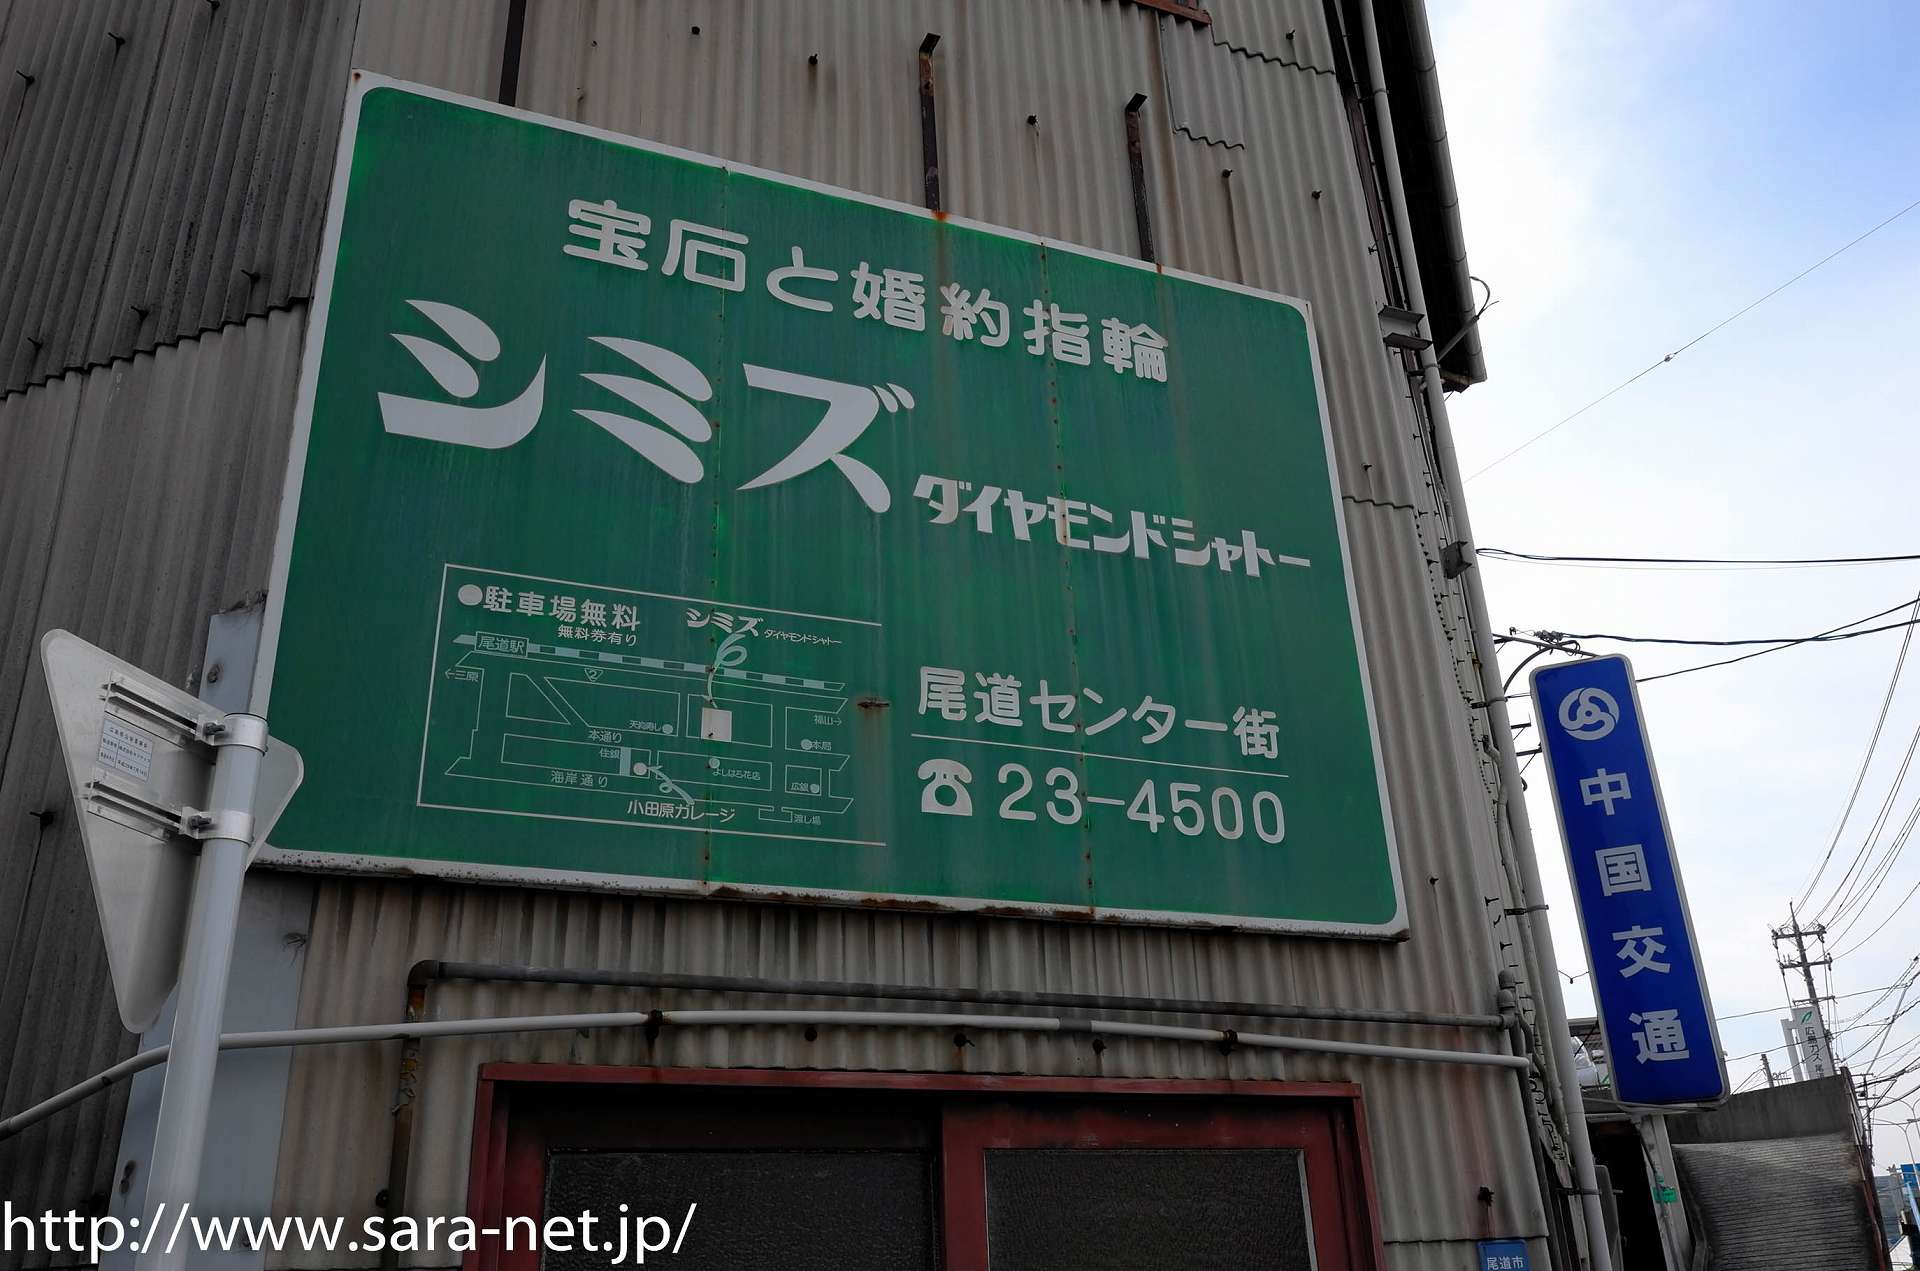 宝石と婚約指輪
シミズ
ダイヤモンドシャトー
●駐車場無料
無料券有り
シミズ ダイヤモンドシャトー
尾道駅
←三原
2
福山→
天狗寿し
本通り
本局
住銀
よしはら花店
海岸通り
広銀
小田原ガレージ
渡し場
尾道センター街
☎23-4500
中国交通
広島ガス
尾道市
http://www.sara-net.jp/